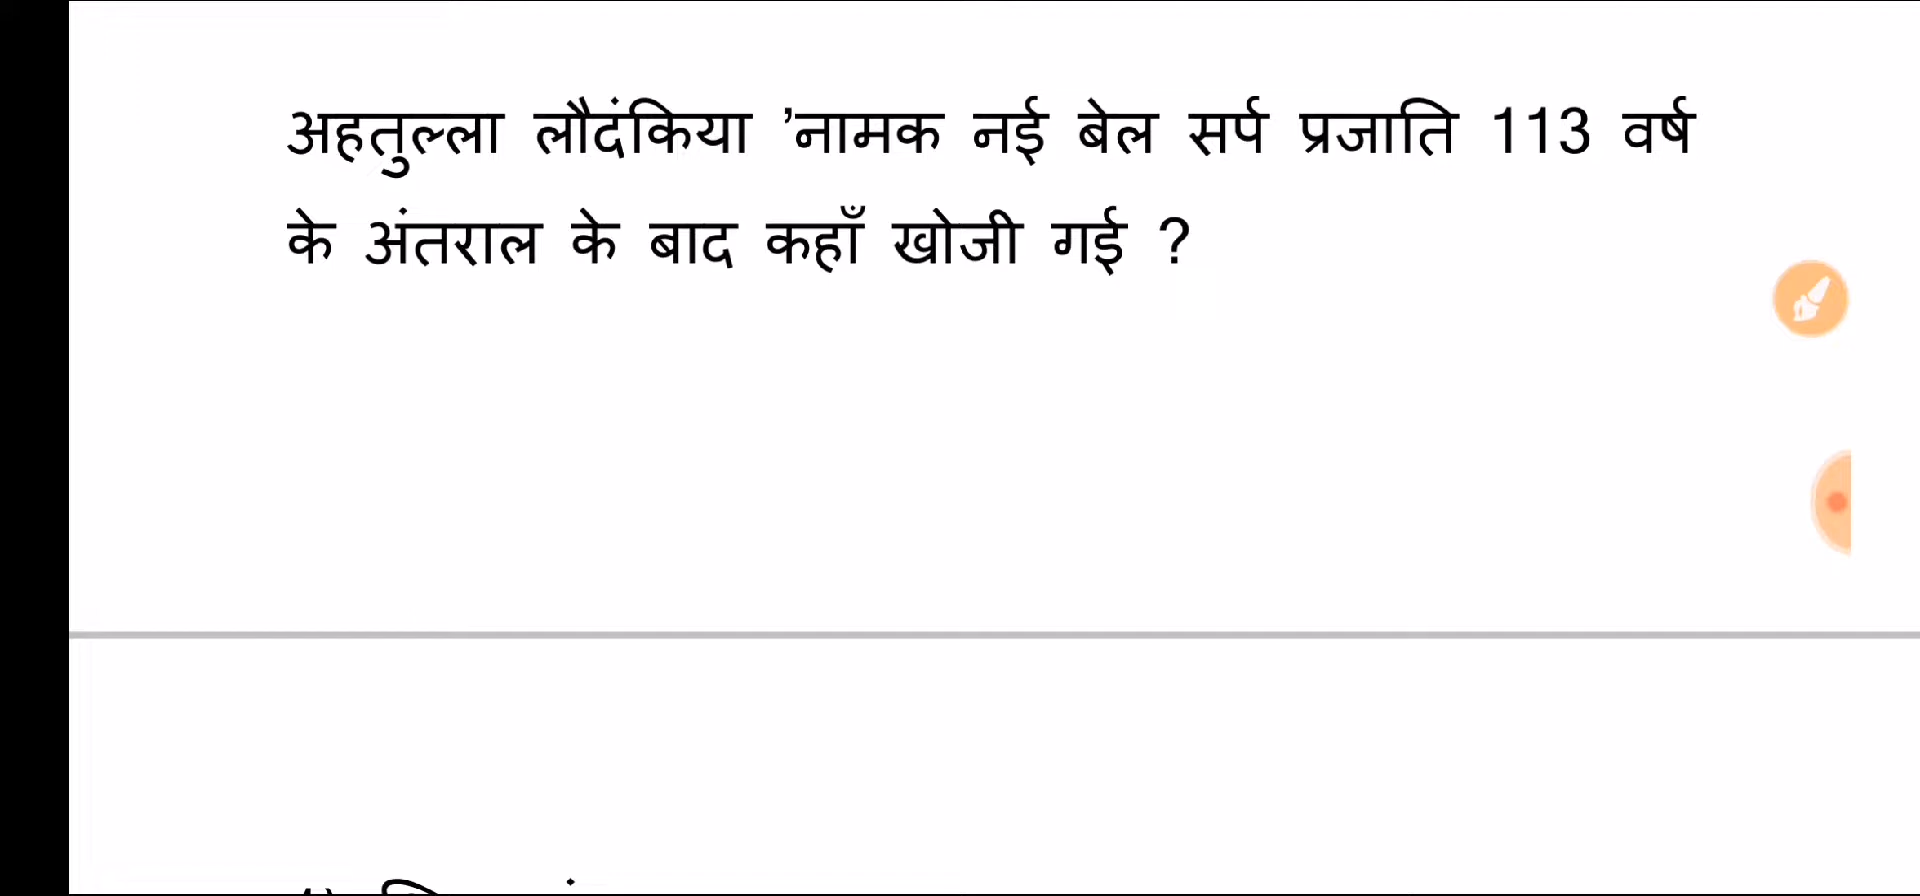 अहतुल्ला लौदंकिया 'नामक नई बेल सर्प प्रजाति 113 वर्ष
के अंतराल के बाद कहाँ खोजी गई ?